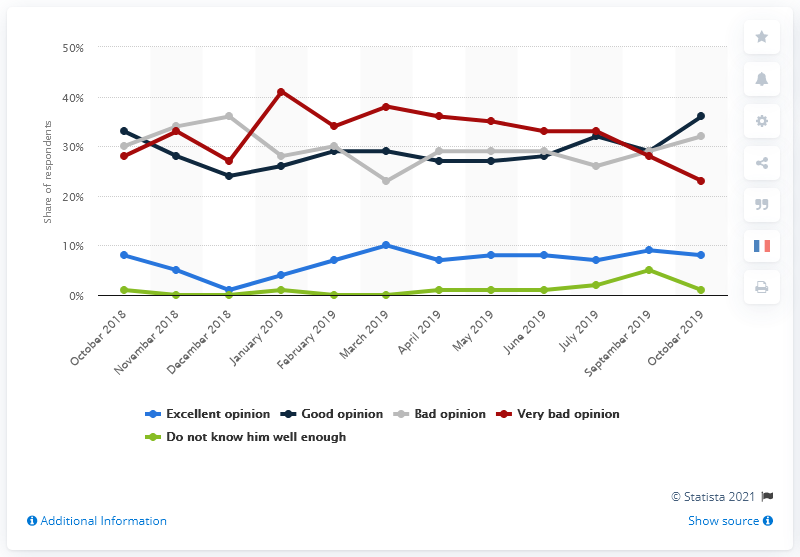 50%
40%
30%
20%
10%
0%
Share of respondents
October 2018
November 2018
December 2018
January 2019
February 2019
March 2019
April 2019
May 2019
June 2019
July 2019
September 2019
October 2019
Excellent opinion
Good opinion
Bad opinion
Very bad opinion
Do not know him well enough
© Statista 2021
Additional Information
Show source